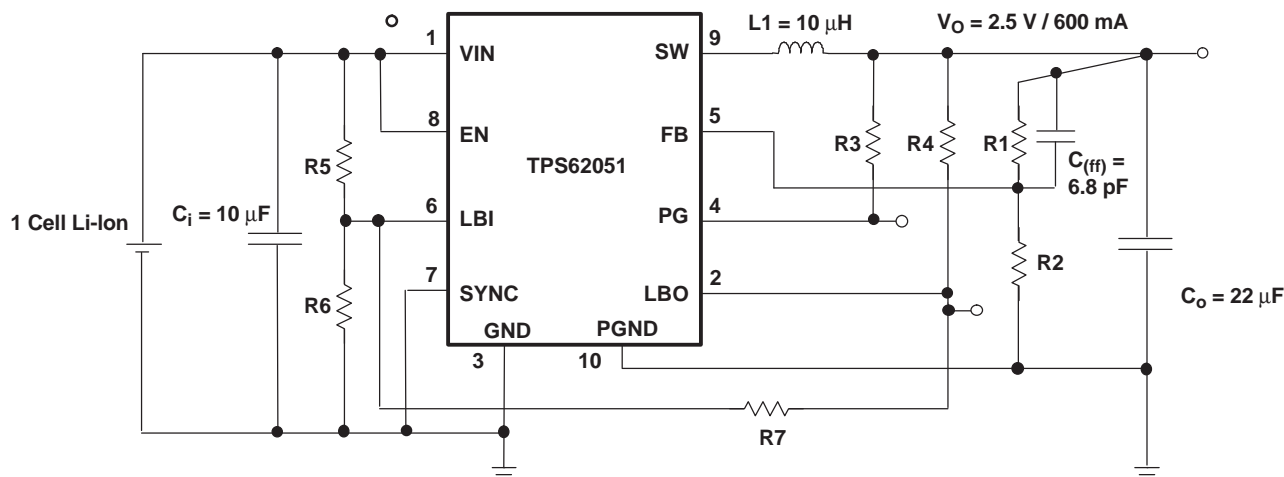 L1 = 10 μH
V_O = 2.5 V / 600 mA
1
VIN
SW
9
8
EN
FB
5
TPS62051
R5
R3
R4
R1
C_(ff) =
6.8 pF
1 Cell Li-Ion
C_i = 10 μF
6
LBI
PG
4
R6
7
SYNC
LBO
2
R2
C_o = 22 μF
GND
PGND
3
10
R7